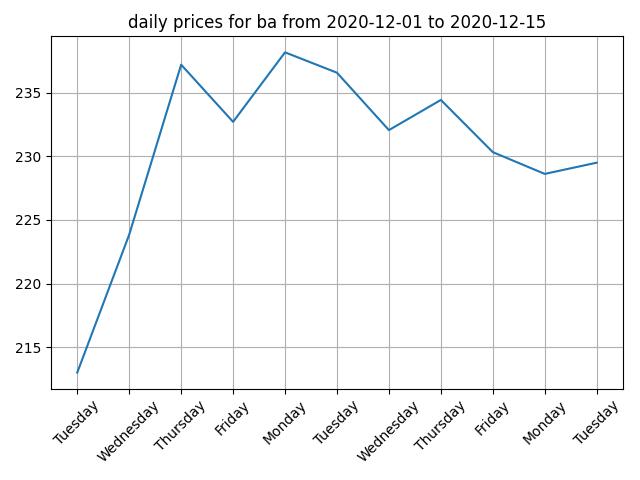 daily prices for ba from 2020-12-01 to 2020-12-15
235
230
225
220
215
Tuesday
Wednesday
Thursday
Friday
Monday
Tuesday
Wednesday
Thursday
Friday
Monday
Tuesday